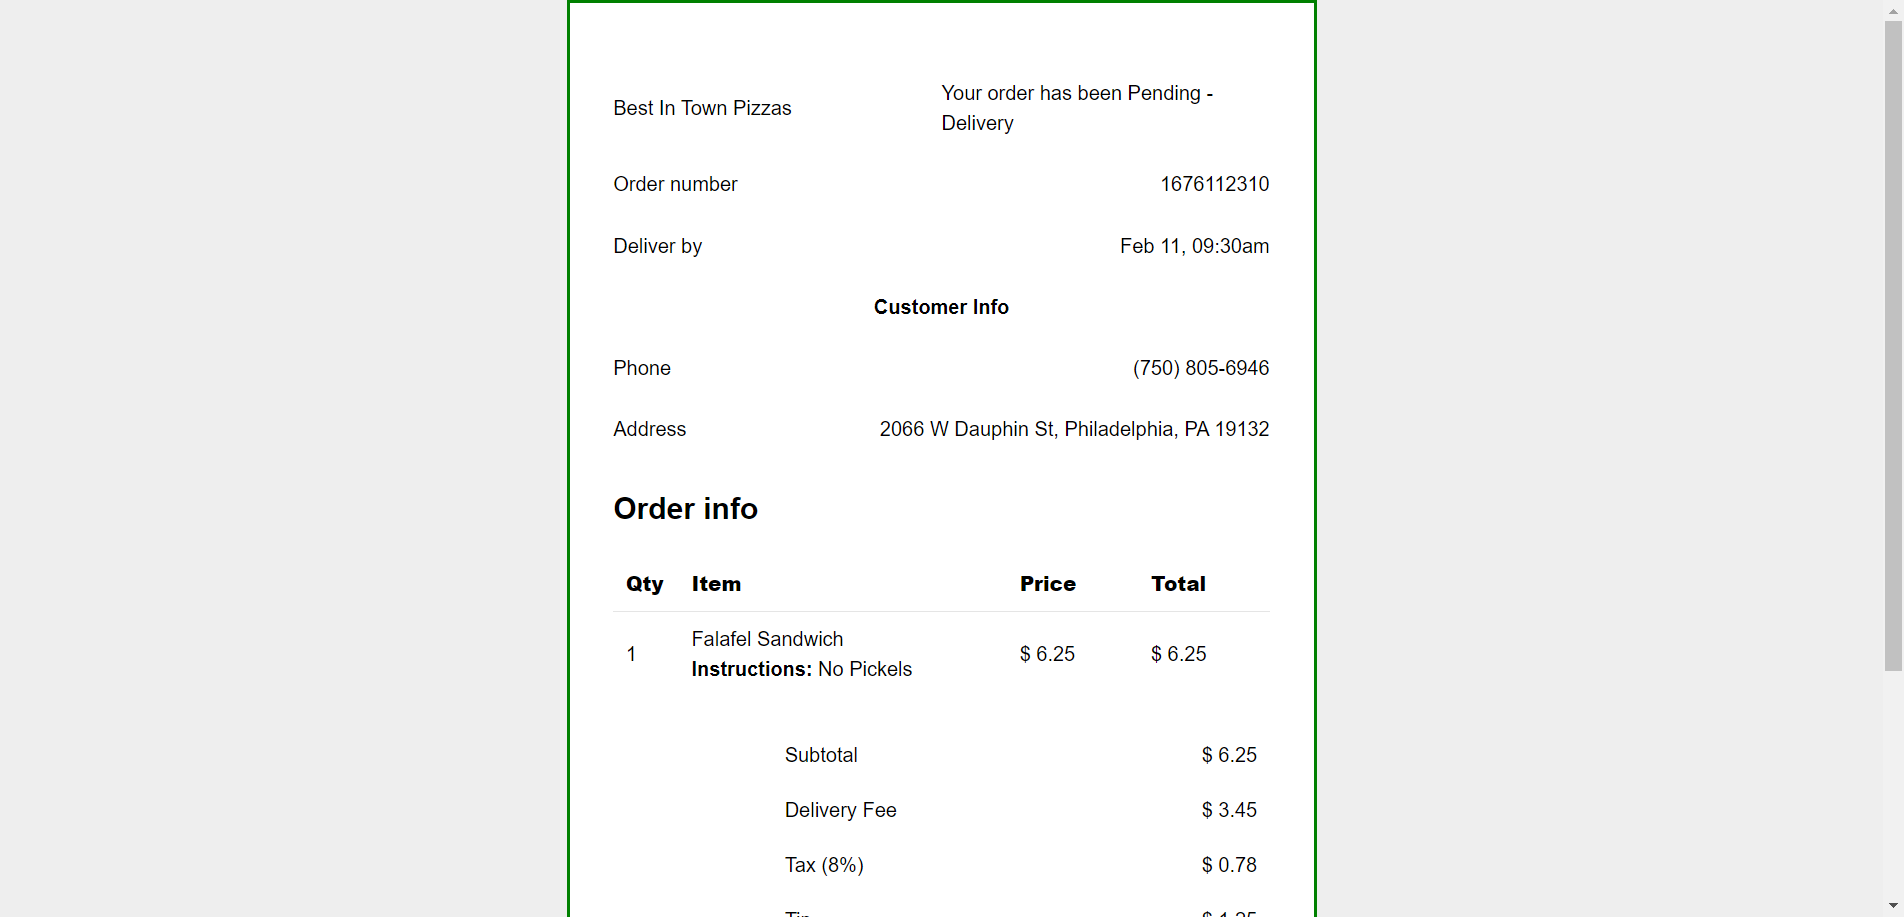 Best In Town Pizzas
Your order has been Pending -
Delivery
Order number 1676112310
Deliver by Feb 11, 09:30am
Customer Info
Phone (750) 805-6946
Address 2066 W Dauphin St, Philadelphia, PA 19132
Order info
Qty Item Price Total
1 Falafel Sandwich $ 6.25 $ 6.25
Instructions: No Pickels
Subtotal $ 6.25
Delivery Fee $ 3.45
Tax (8%) $ 0.78